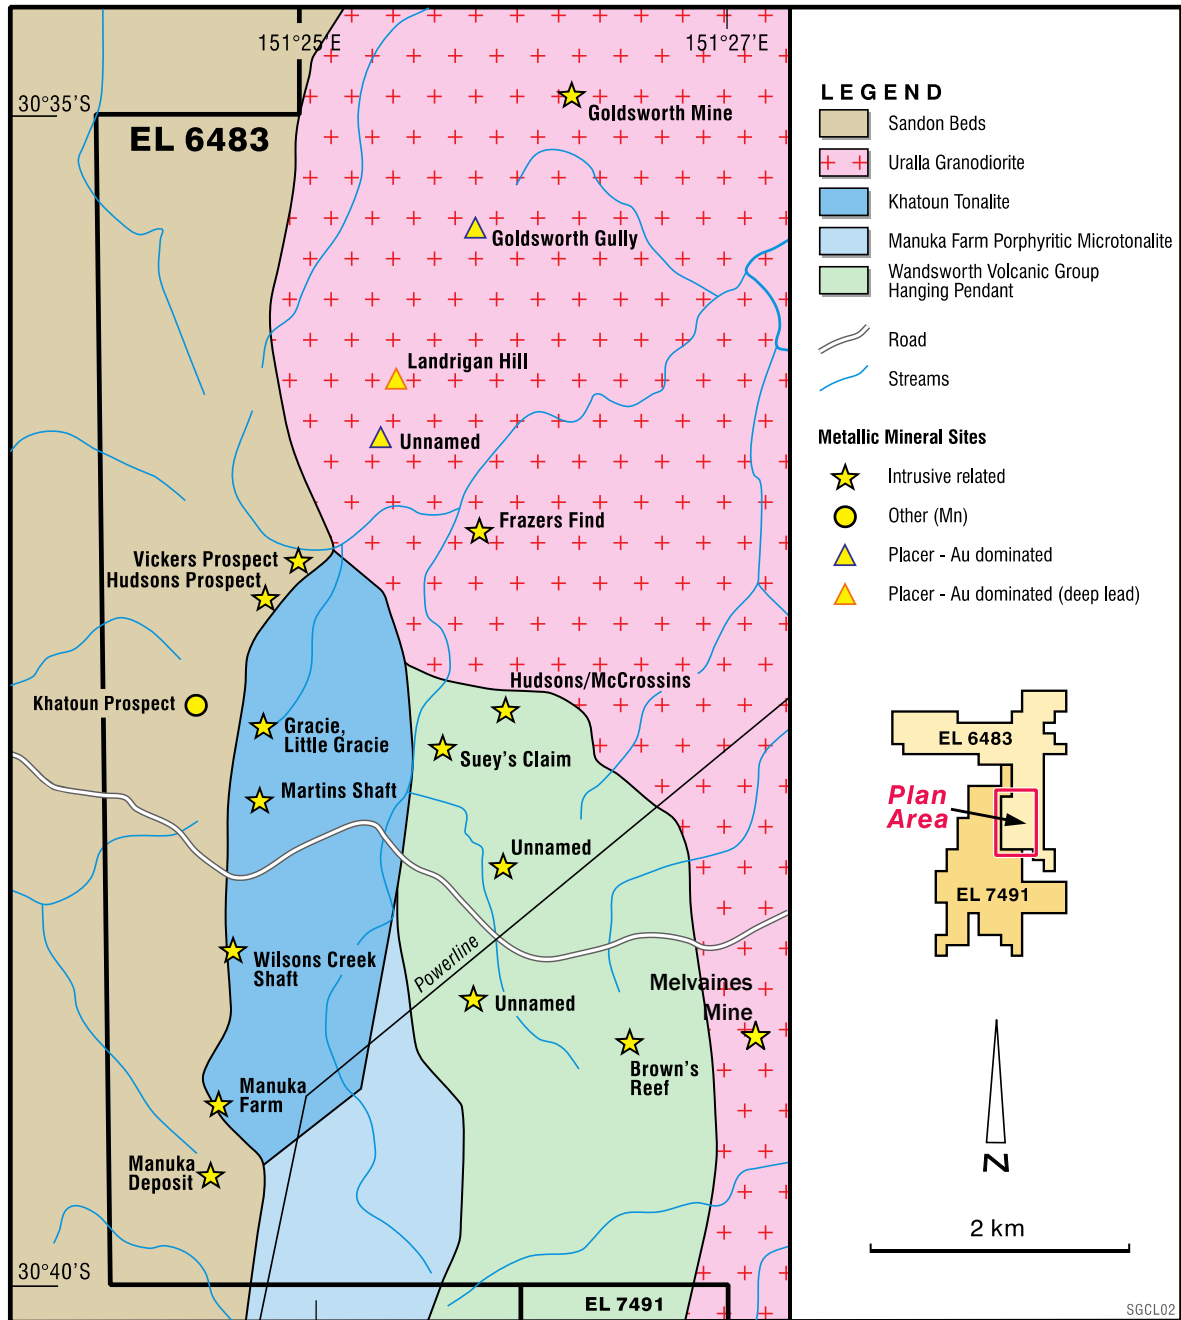 151°25'E
151°27'E
30°35'S
EL 6483
Goldsworth Mine
Goldsworth Gully
Landrigan Hill
Unnamed
Frazers Find
Vickers Prospect
Hudsons Prospect
Khatoun Prospect
Hudsons/McCrossins
Gracie,
Little Gracie
Suey's Claim
Martins Shaft
Unnamed
Powerline
Wilsons Creek
Shaft
Unnamed
Melvaines
Mine
Brown's
Reef
Manuka
Farm
Manuka
Deposit
30°40'S
EL 7491
LEGEND
Sandon Beds
Uralla Granodiorite
Khatoun Tonalite
Manuka Farm Porphyritic Microtonalite
Wandsworth Volcanic Group
Hanging Pendant
Road
Streams
Metallic Mineral Sites
Intrusive related
Other (Mn)
Placer - Au dominated
Placer - Au dominated (deep lead)
EL 6483
Plan
Area
EL 7491
N
2 km
SGCL02